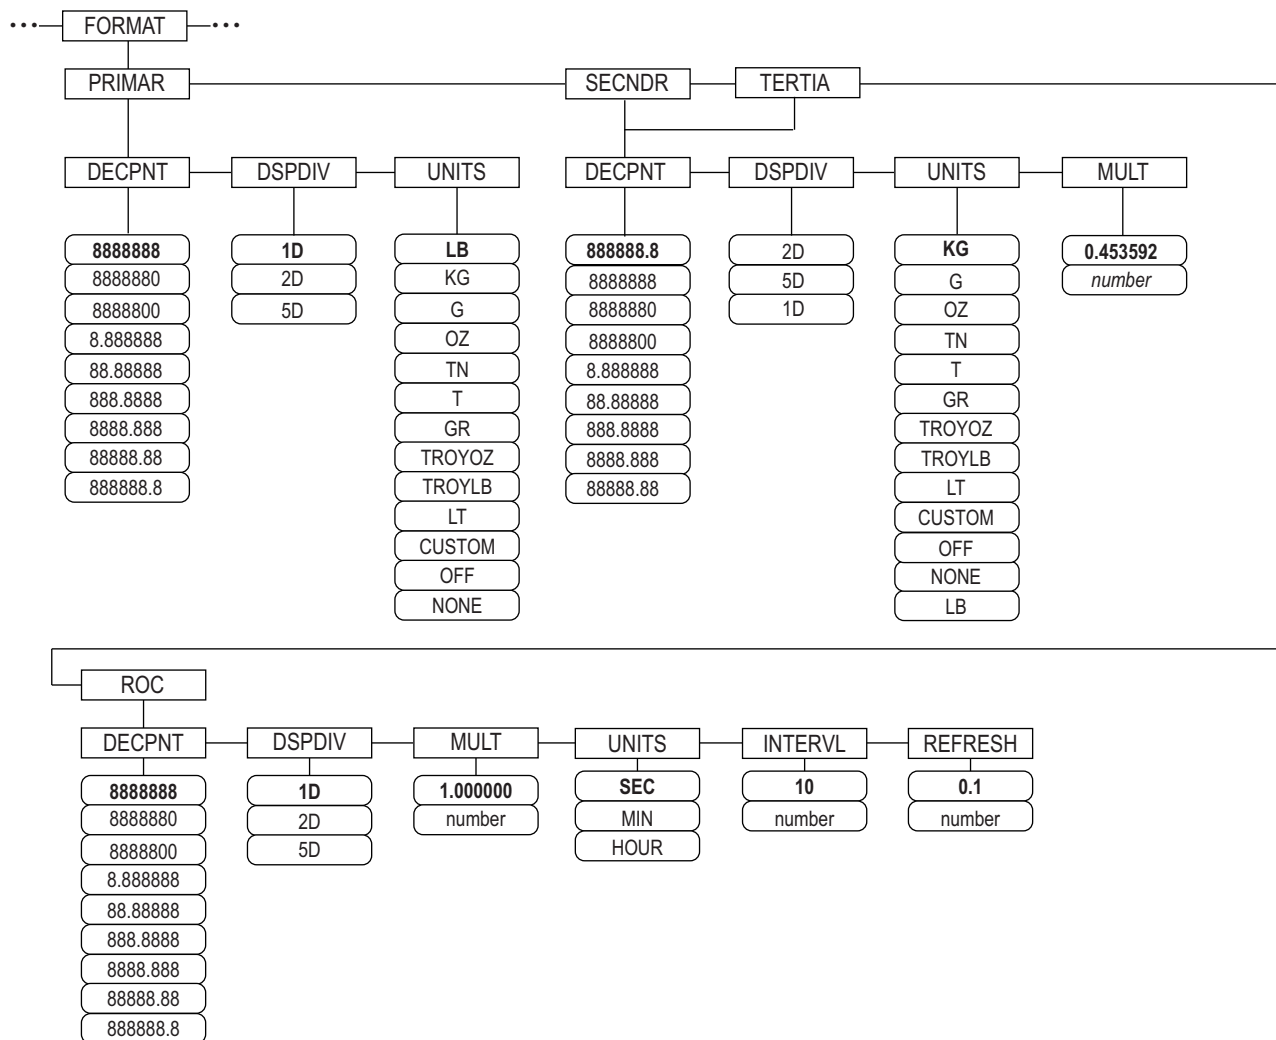 ••• FORMAT •••
PRIMAR SECNDR TERTIA
DECPNT DSPDIV UNITS DECPNT DSPDIV UNITS MULT
8888888 1D LB 888888.8 2D KG 0.453592
8888880 2D KG 8888888 5D G number
8888800 5D G 8888880 1D OZ
8.888888 OZ 8888800 TN
88.88888 TN 8.888888 T
888.8888 T 88.88888 GR
8888.888 GR 888.8888 TROYOZ
88888.88 TROYOZ 8888.888 TROYLB
888888.8 TROYLB 88888.88 LT
LT CUSTOM
CUSTOM OFF
OFF NONE
NONE LB
ROC
DECPNT DSPDIV MULT UNITS INTERVL REFRESH
8888888 1D 1.000000 SEC 10 0.1
8888880 2D number MIN number number
8888800 5D HOUR
8.888888
88.88888
888.8888
8888.888
88888.88
888888.8